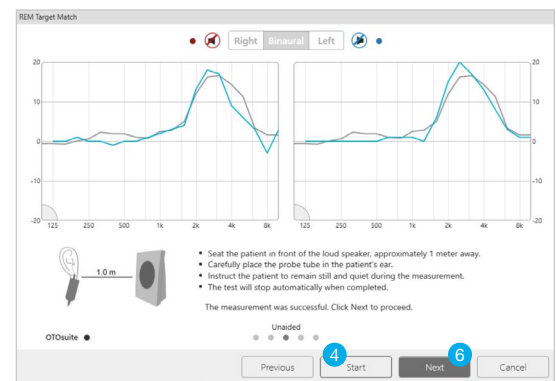 REM Target Match
Right Binaural Left
20 20
10 10
0 0
-10 -10
-20 -20
125 250 500 1k 2k 4k 8k 125 250 500 1k 2k 4k 8k
1.0 m
• Seat the patient in front of the loud speaker, approximately 1 meter away.
• Carefully place the probe tube in the patient's ear.
• Instruct the patient to remain still and quiet during the measurement.
• The test will stop automatically when completed.
The measurement was successful. Click Next to proceed.
Unaided
OTOsuite
4 6
Previous Start Next Cancel